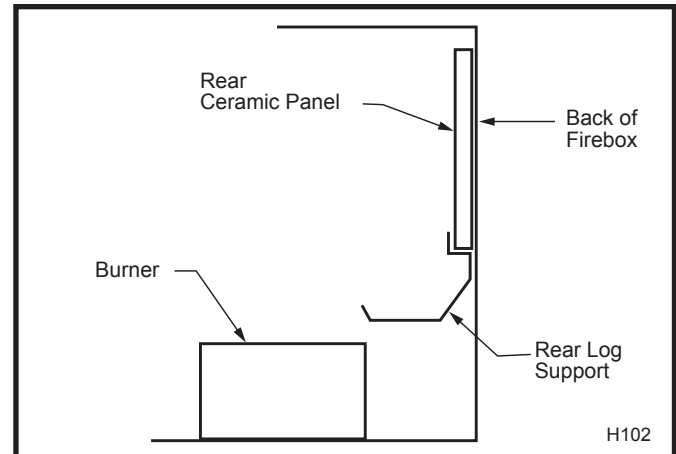 Rear
Ceramic Panel
Back of
Firebox
Burner
Rear Log
Support
H102